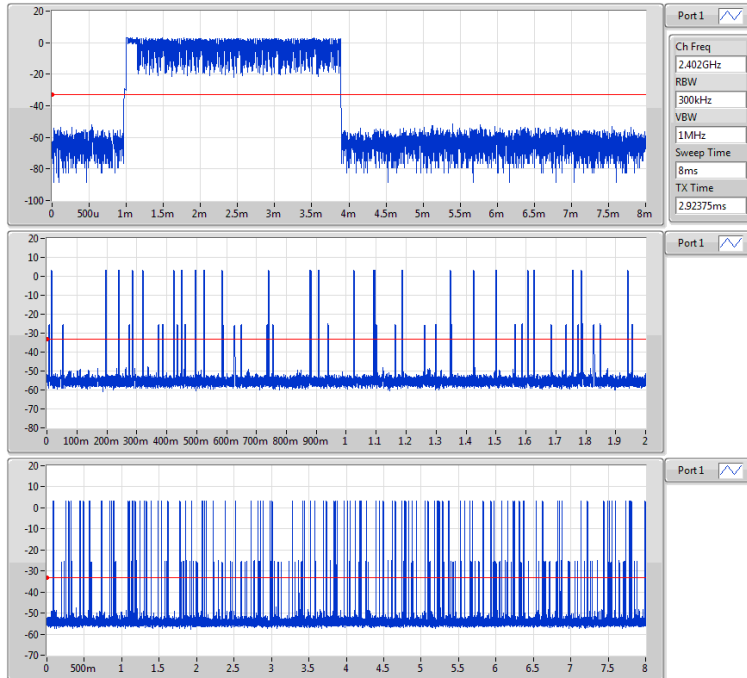 20
0
-20
-40
-60
-80
-100
0 500u 1m 1.5m 2m 2.5m 3m 3.5m 4m 4.5m 5m 5.5m 6m 6.5m 7m 7.5m 8m
Port 1
Ch Freq
2.402GHz
RBW
300kHz
VBW
1MHz
Sweep Time
8ms
TX Time
2.92375ms
20
10
0
-10
-20
-30
-40
-50
-60
-70
-80
0 100m 200m 300m 400m 500m 600m 700m 800m 900m 1 1.1 1.2 1.3 1.4 1.5 1.6 1.7 1.8 1.9 2
Port 1
20
10
0
-10
-20
-30
-40
-50
-60
-70
0 500m 1 1.5 2 2.5 3 3.5 4 4.5 5 5.5 6 6.5 7 7.5 8
Port 1